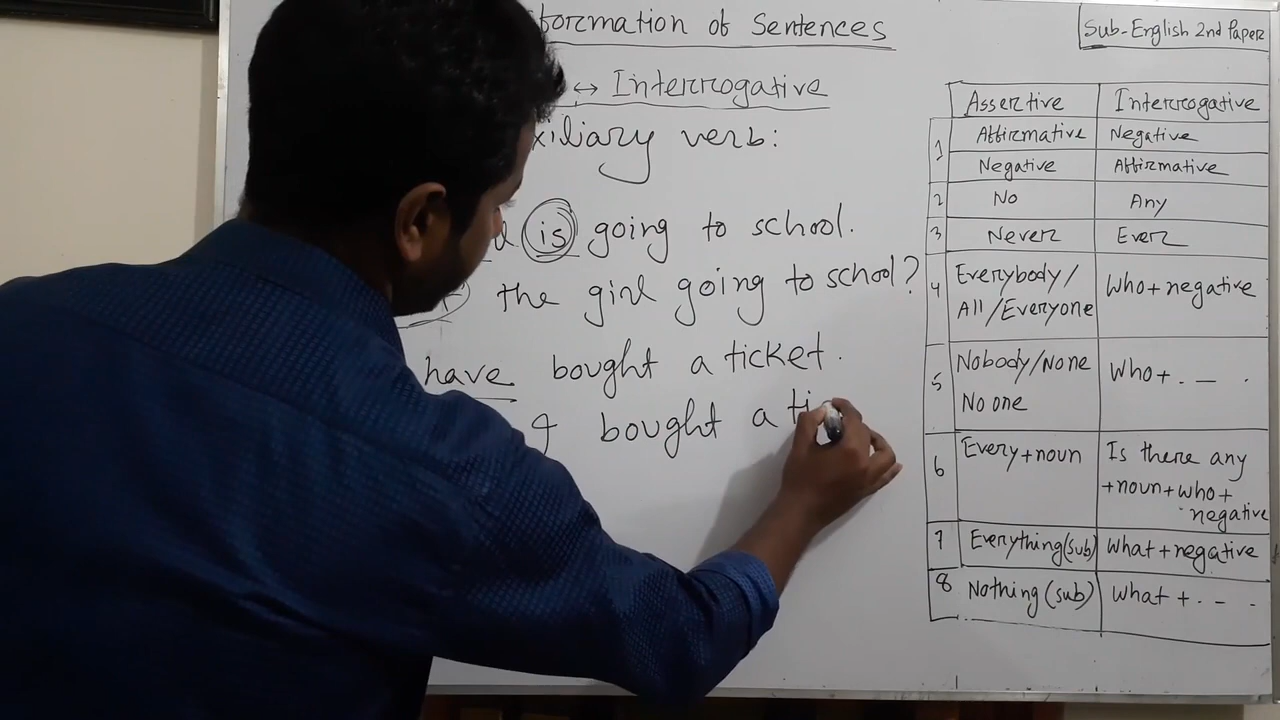 formation of Sentences
↔ Interrogative
xiliary verb:
is going to school.
the girl going to school?
have bought a ticket.
I bought a ti
Sub-English 2nd Paper
Assertive Interrogative
1 Affirmative Negative
Negative Affirmative
2 No Any
3 Never Ever
4 Everybody/ Who+negative
All/Everyone
5 Nobody/None Who+.—.
No one
6 Every+noun Is there any
+noun+who+
negative
7 Everything(sub) What+negative
8 Nothing(sub) What+.-.